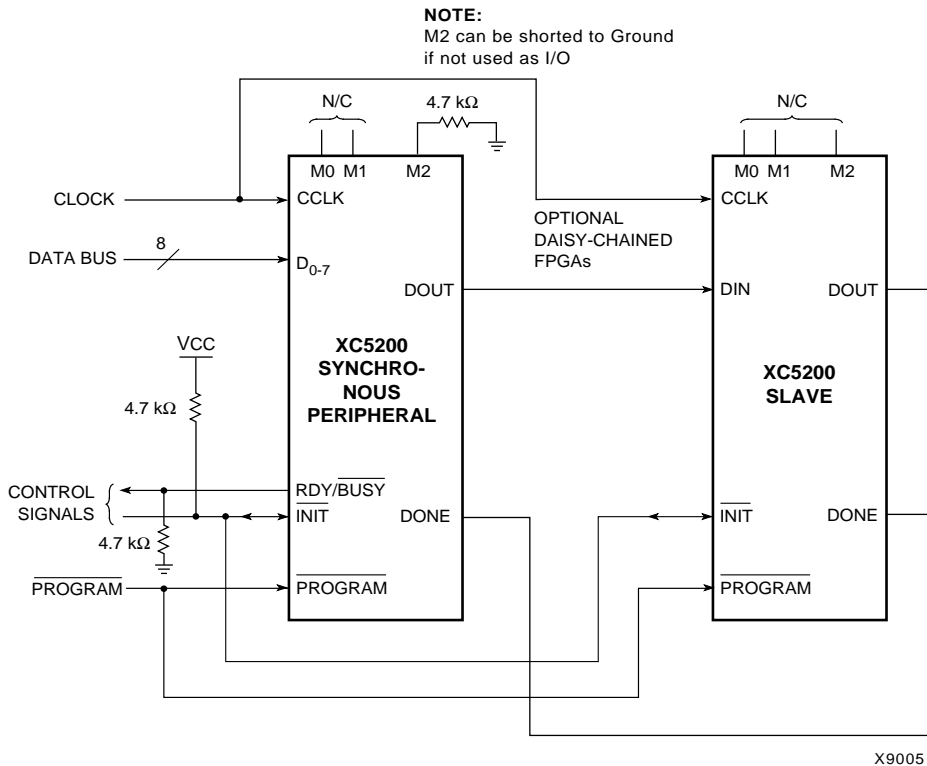 NOTE:
M2 can be shorted to Ground
if not used as I/O
N/C
4.7 kΩ
N/C
M0 M1
M2
M0 M1
M2
CLOCK
CCLK
CCLK
OPTIONAL
DAISY-CHAINED
FPGAs
8
DATA BUS
D0-7
DOUT
DIN
DOUT
VCC
XC5200
SYNCHRO-
NOUS
PERIPHERAL
XC5200
SLAVE
4.7 kΩ
CONTROL
SIGNALS
RDY/BUSY
INIT
DONE
INIT
DONE
4.7 kΩ
PROGRAM
PROGRAM
PROGRAM
X9005